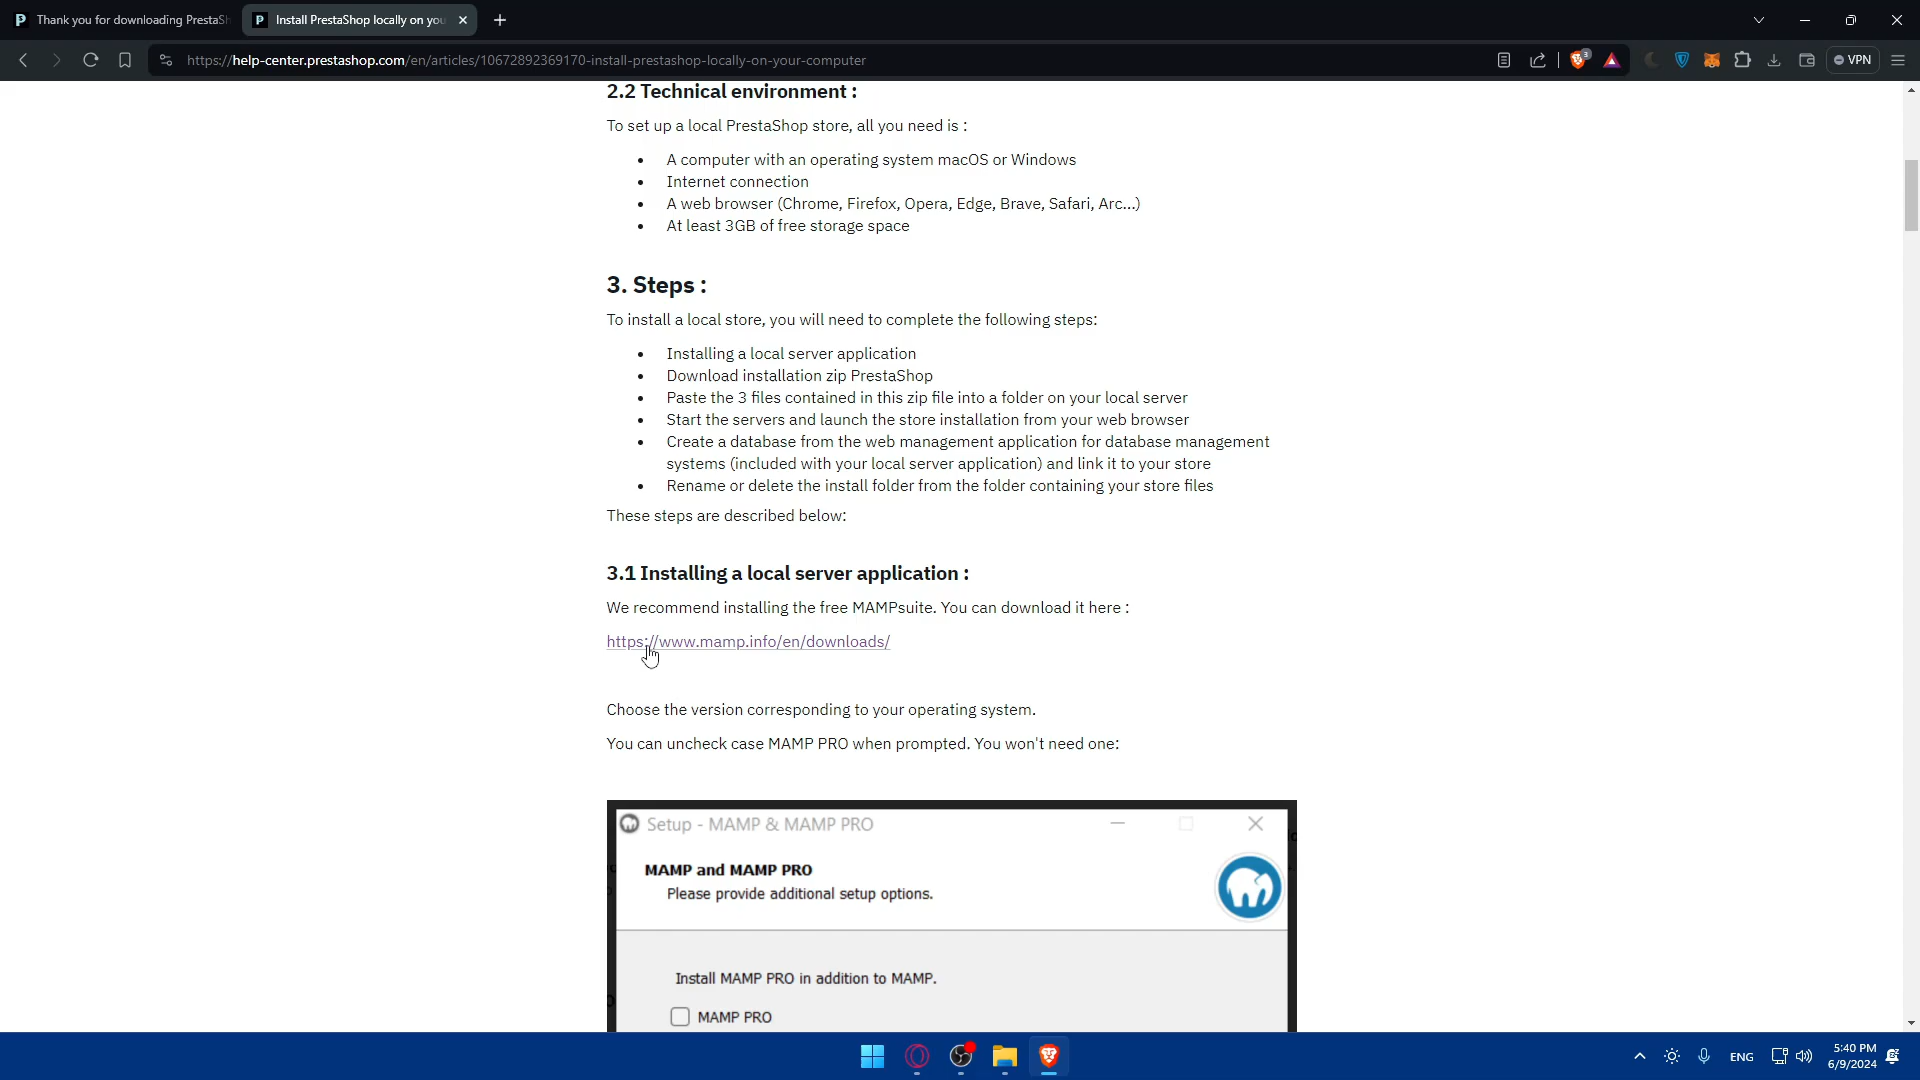 Thank you for downloading PrestaSh
Install PrestaShop locally on you
https://help-center.prestashop.com/en/articles/10672892369170-install-prestashop-locally-on-your-computer
3
VPN
2.2 Technical environment :
To set up a local PrestaShop store, all you need is :
• A computer with an operating system macOS or Windows
• Internet connection
• A web browser (Chrome, Firefox, Opera, Edge, Brave, Safari, Arc...)
• At least 3GB of free storage space
3. Steps :
To install a local store, you will need to complete the following steps:
• Installing a local server application
• Download installation zip PrestaShop
• Paste the 3 files contained in this zip file into a folder on your local server
• Start the servers and launch the store installation from your web browser
• Create a database from the web management application for database management
systems (included with your local server application) and link it to your store
• Rename or delete the install folder from the folder containing your store files
These steps are described below:
3.1 Installing a local server application :
We recommend installing the free MAMPsuite. You can download it here :
https://www.mamp.info/en/downloads/
Choose the version corresponding to your operating system.
You can uncheck case MAMP PRO when prompted. You won't need one:
Setup - MAMP & MAMP PRO
MAMP and MAMP PRO
Please provide additional setup options.
Install MAMP PRO in addition to MAMP.
MAMP PRO
ENG
5:40 PM
6/9/2024